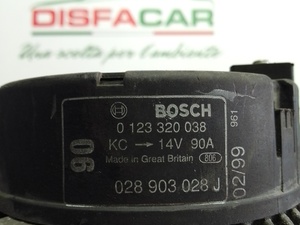 DISFACAR
Una scelta per l'ambiente
BOSCH
0 123 320 038
KC → 14V 90A
Made in Great Britain 806
028 903 028 J
90
02/99
961